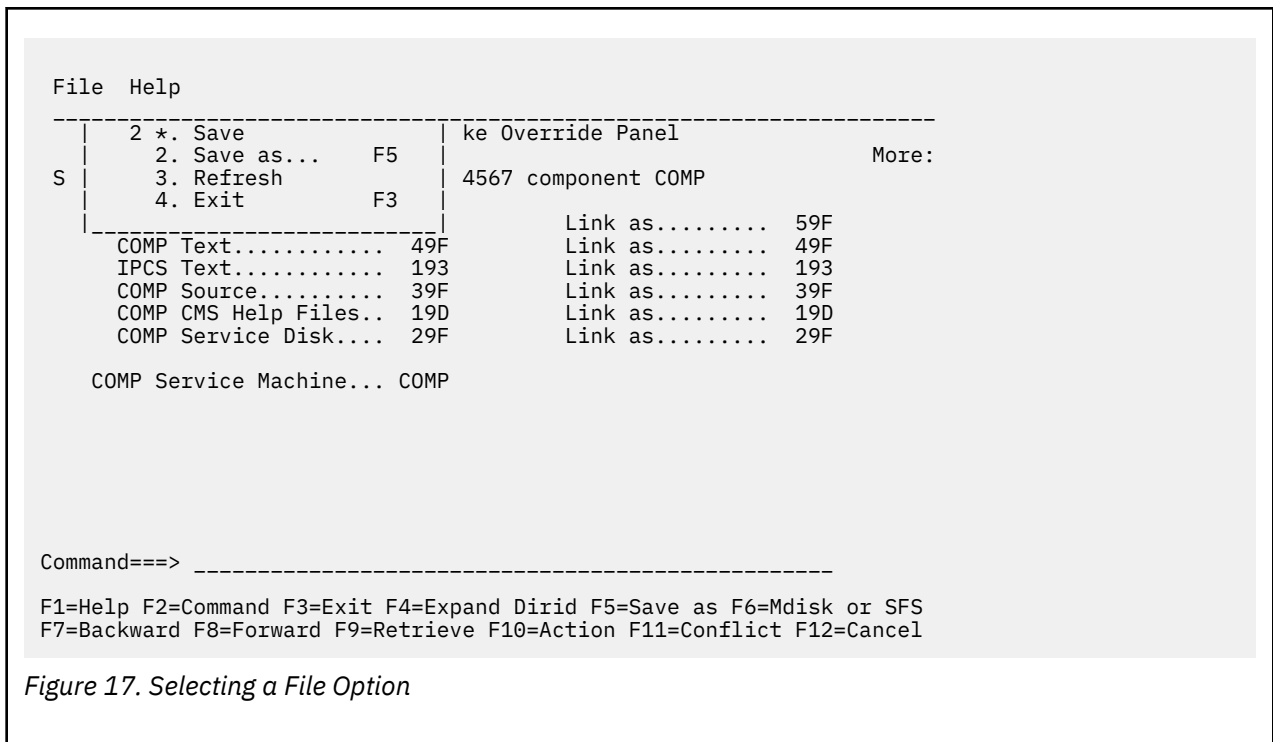 File  Help
_____________________________________________________________________
|   2 *. Save               | ke Override Panel
|     2. Save as...    F5   |                                 More:
S |     3. Refresh            | 4567 component COMP
|     4. Exit          F3   |
|___________________________|         Link as......... 59F
COMP Text............ 49F         Link as......... 49F
IPCS Text............ 193         Link as......... 193
COMP Source.......... 39F         Link as......... 39F
COMP CMS Help Files.. 19D         Link as......... 19D
COMP Service Disk.... 29F         Link as......... 29F
COMP Service Machine... COMP
Command===> __________________________________________________
F1=Help F2=Command F3=Exit F4=Expand Dirid F5=Save as F6=Mdisk or SFS
F7=Backward F8=Forward F9=Retrieve F10=Action F11=Conflict F12=Cancel
Figure 17. Selecting a File Option